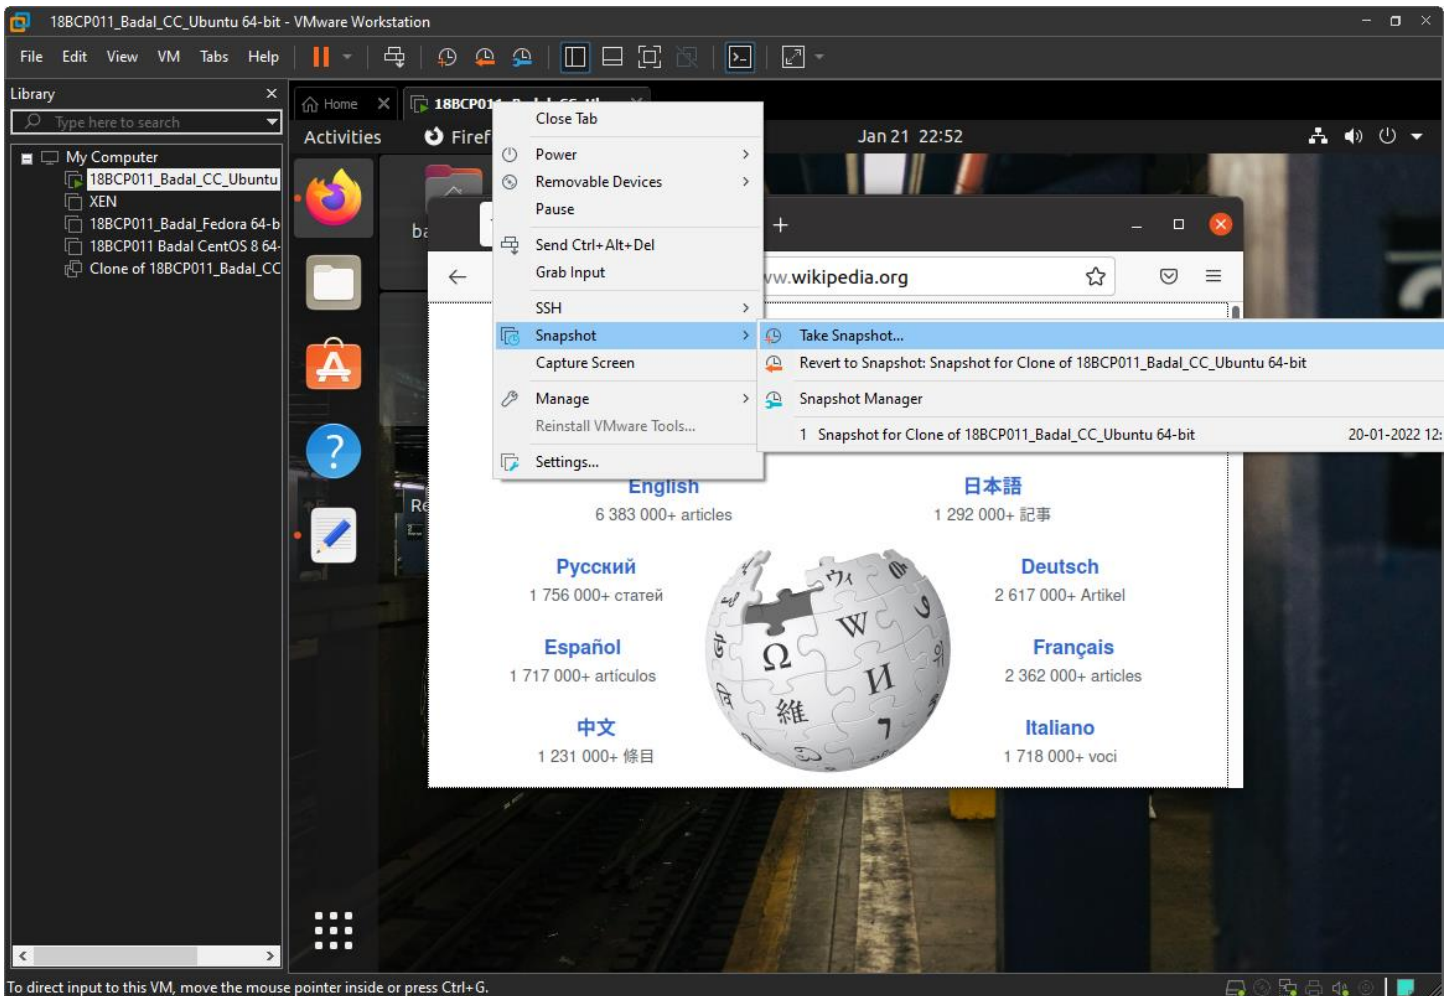 18BCP011_Badal_CC_Ubuntu 64-bit - VMware Workstation
File Edit View VM Tabs Help
Library
Type here to search
My Computer
18BCP011_Badal_CC_Ubuntu
XEN
18BCP011_Badal_Fedora 64-b
18BCP011 Badal CentOS 8 64-
Clone of 18BCP011_Badal_CC
Home
18BCP011
Activities
Firef
Jan 21 22:52
ba
Close Tab
Power
Removable Devices
Pause
Send Ctrl+Alt+Del
Grab Input
SSH
Snapshot
Capture Screen
Manage
Reinstall VMware Tools...
Settings...
Take Snapshot...
Revert to Snapshot: Snapshot for Clone of 18BCP011_Badal_CC_Ubuntu 64-bit
Snapshot Manager
1 Snapshot for Clone of 18BCP011_Badal_CC_Ubuntu 64-bit 20-01-2022 12:
.wikipedia.org
Re
English
6 383 000+ articles
日本語
1 292 000+ 記事
Русский
1 756 000+ статей
Deutsch
2 617 000+ Artikel
Español
1 717 000+ artículos
Français
2 362 000+ articles
中文
1 231 000+ 條目
Italiano
1 718 000+ voci
Ω
W
И
維
ウィ
To direct input to this VM, move the mouse pointer inside or press Ctrl+G.